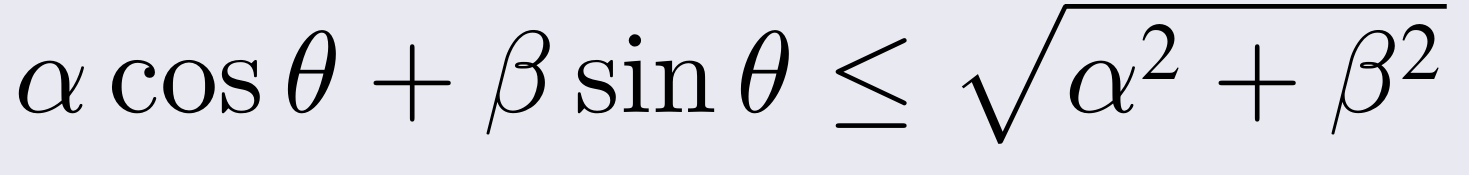 α cos θ + β sin θ ≤ √(α² + β²)